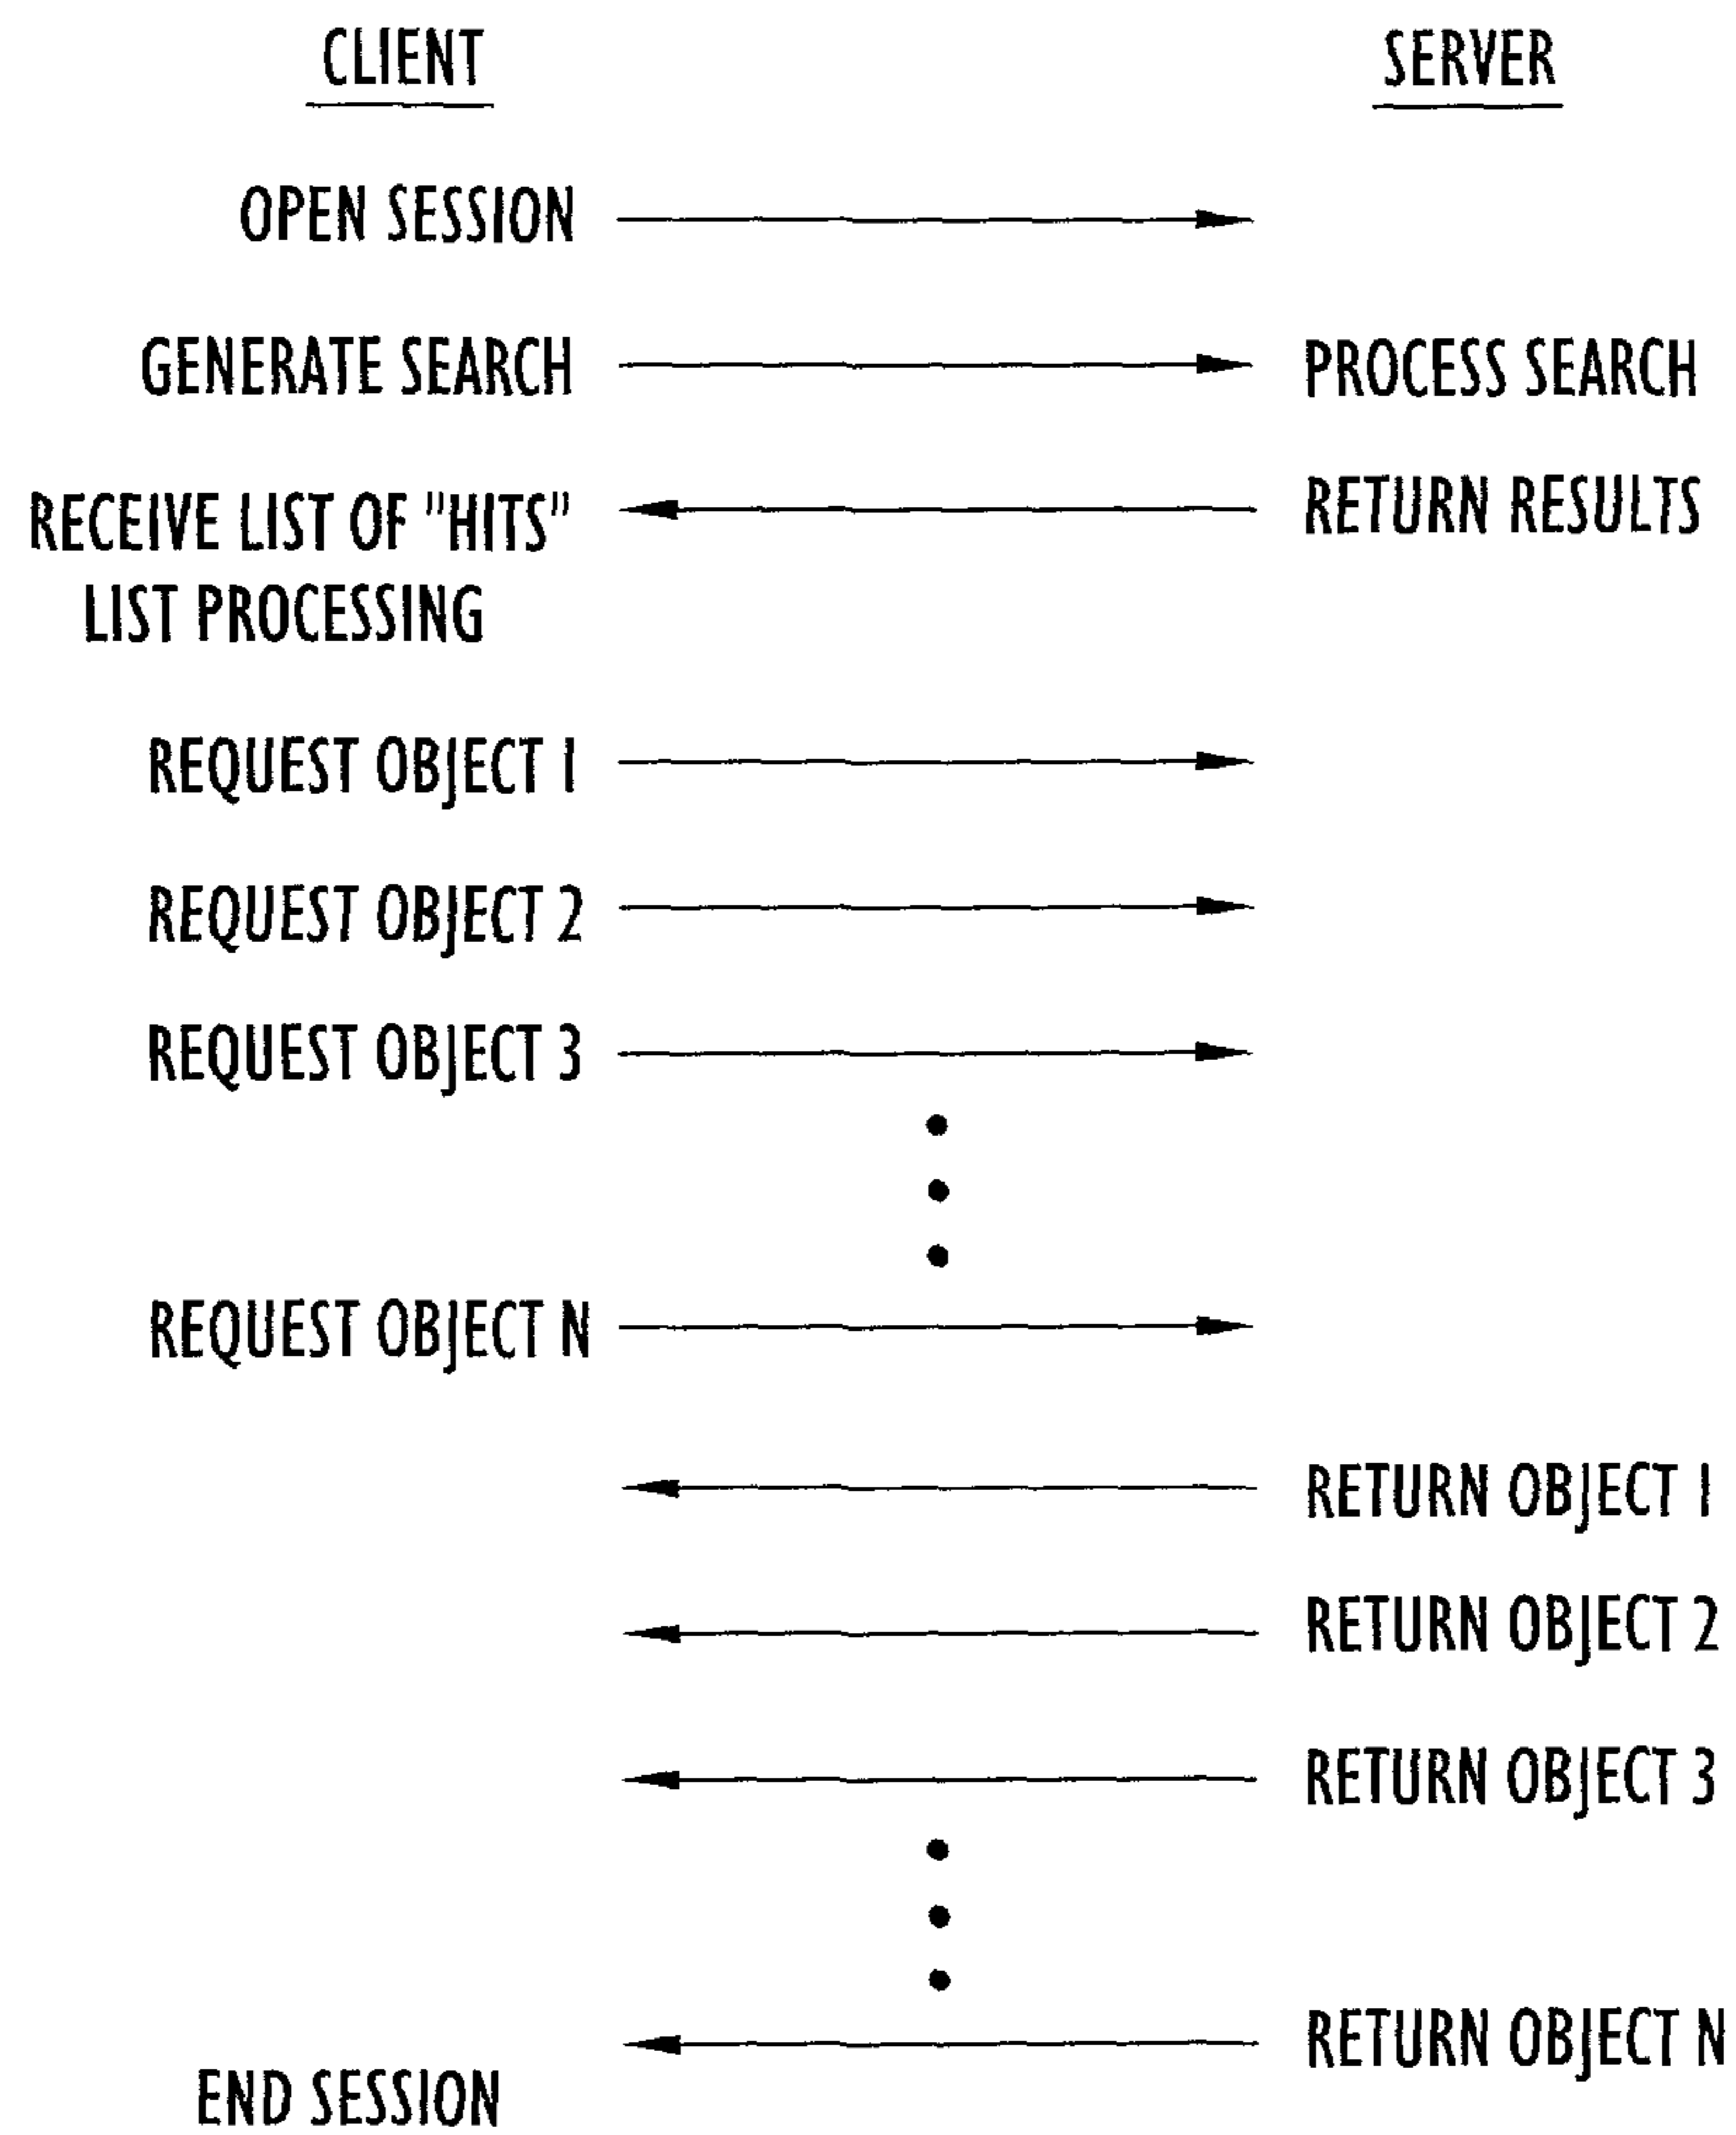 CLIENT SERVER
OPEN SESSION
GENERATE SEARCH PROCESS SEARCH
RECEIVE LIST OF "HITS" RETURN RESULTS
LIST PROCESSING
REQUEST OBJECT 1
REQUEST OBJECT 2
REQUEST OBJECT 3
REQUEST OBJECT N
RETURN OBJECT 1
RETURN OBJECT 2
RETURN OBJECT 3
RETURN OBJECT N
END SESSION